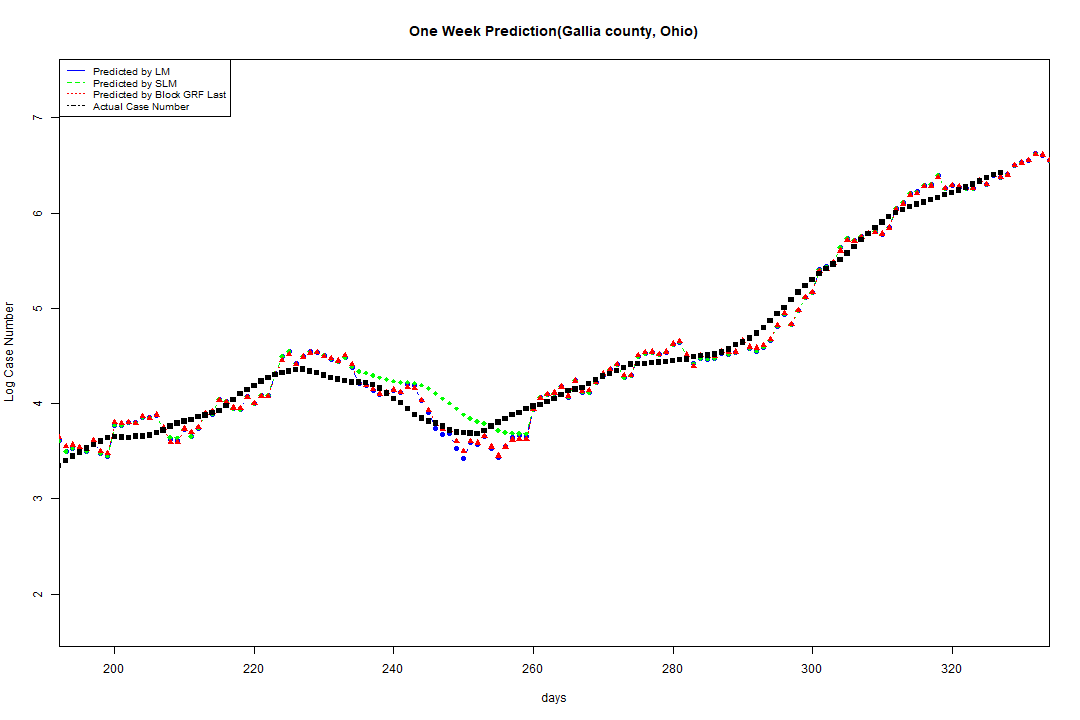 One Week Prediction(Gallia county, Ohio)
Predicted by LM
Predicted by SLM
Predicted by Block GRF Last
Actual Case Number
7
6
5
4
3
2
Log Case Number
200 220 240 260 280 300 320
days